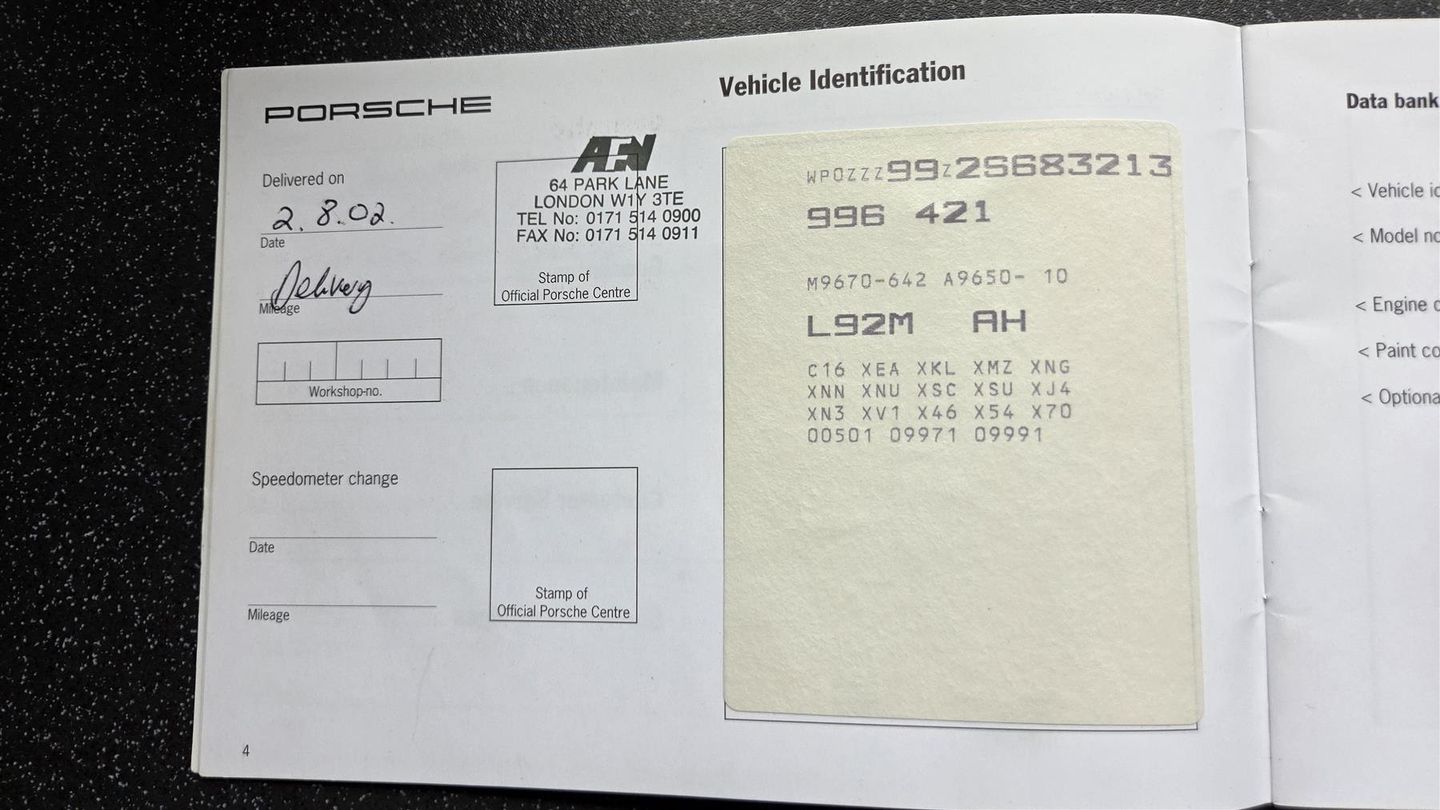 PORSCHE
Delivered on
2.8.02.
Date
Delivery
Mileage
Workshop-no.
AFN
64 PARK LANE
LONDON W1Y 3TE
TEL No: 0171 514 0900
FAX No: 0171 514 0911
Stamp of
Official Porsche Centre
Speedometer change
Date
Mileage
Stamp of
Official Porsche Centre
4
Vehicle Identification
WP0ZZZ99Z2S683213
996 421
M9670-642 A9650- 10
L92M AH
C16 XEA XKL XMZ XNG
XNN XNU XSC XSU XJ4
XN3 XV1 X46 X54 X70
00501 09971 09991
Data bank
< Vehicle id
< Model no
< Engine c
< Paint co
< Optiona